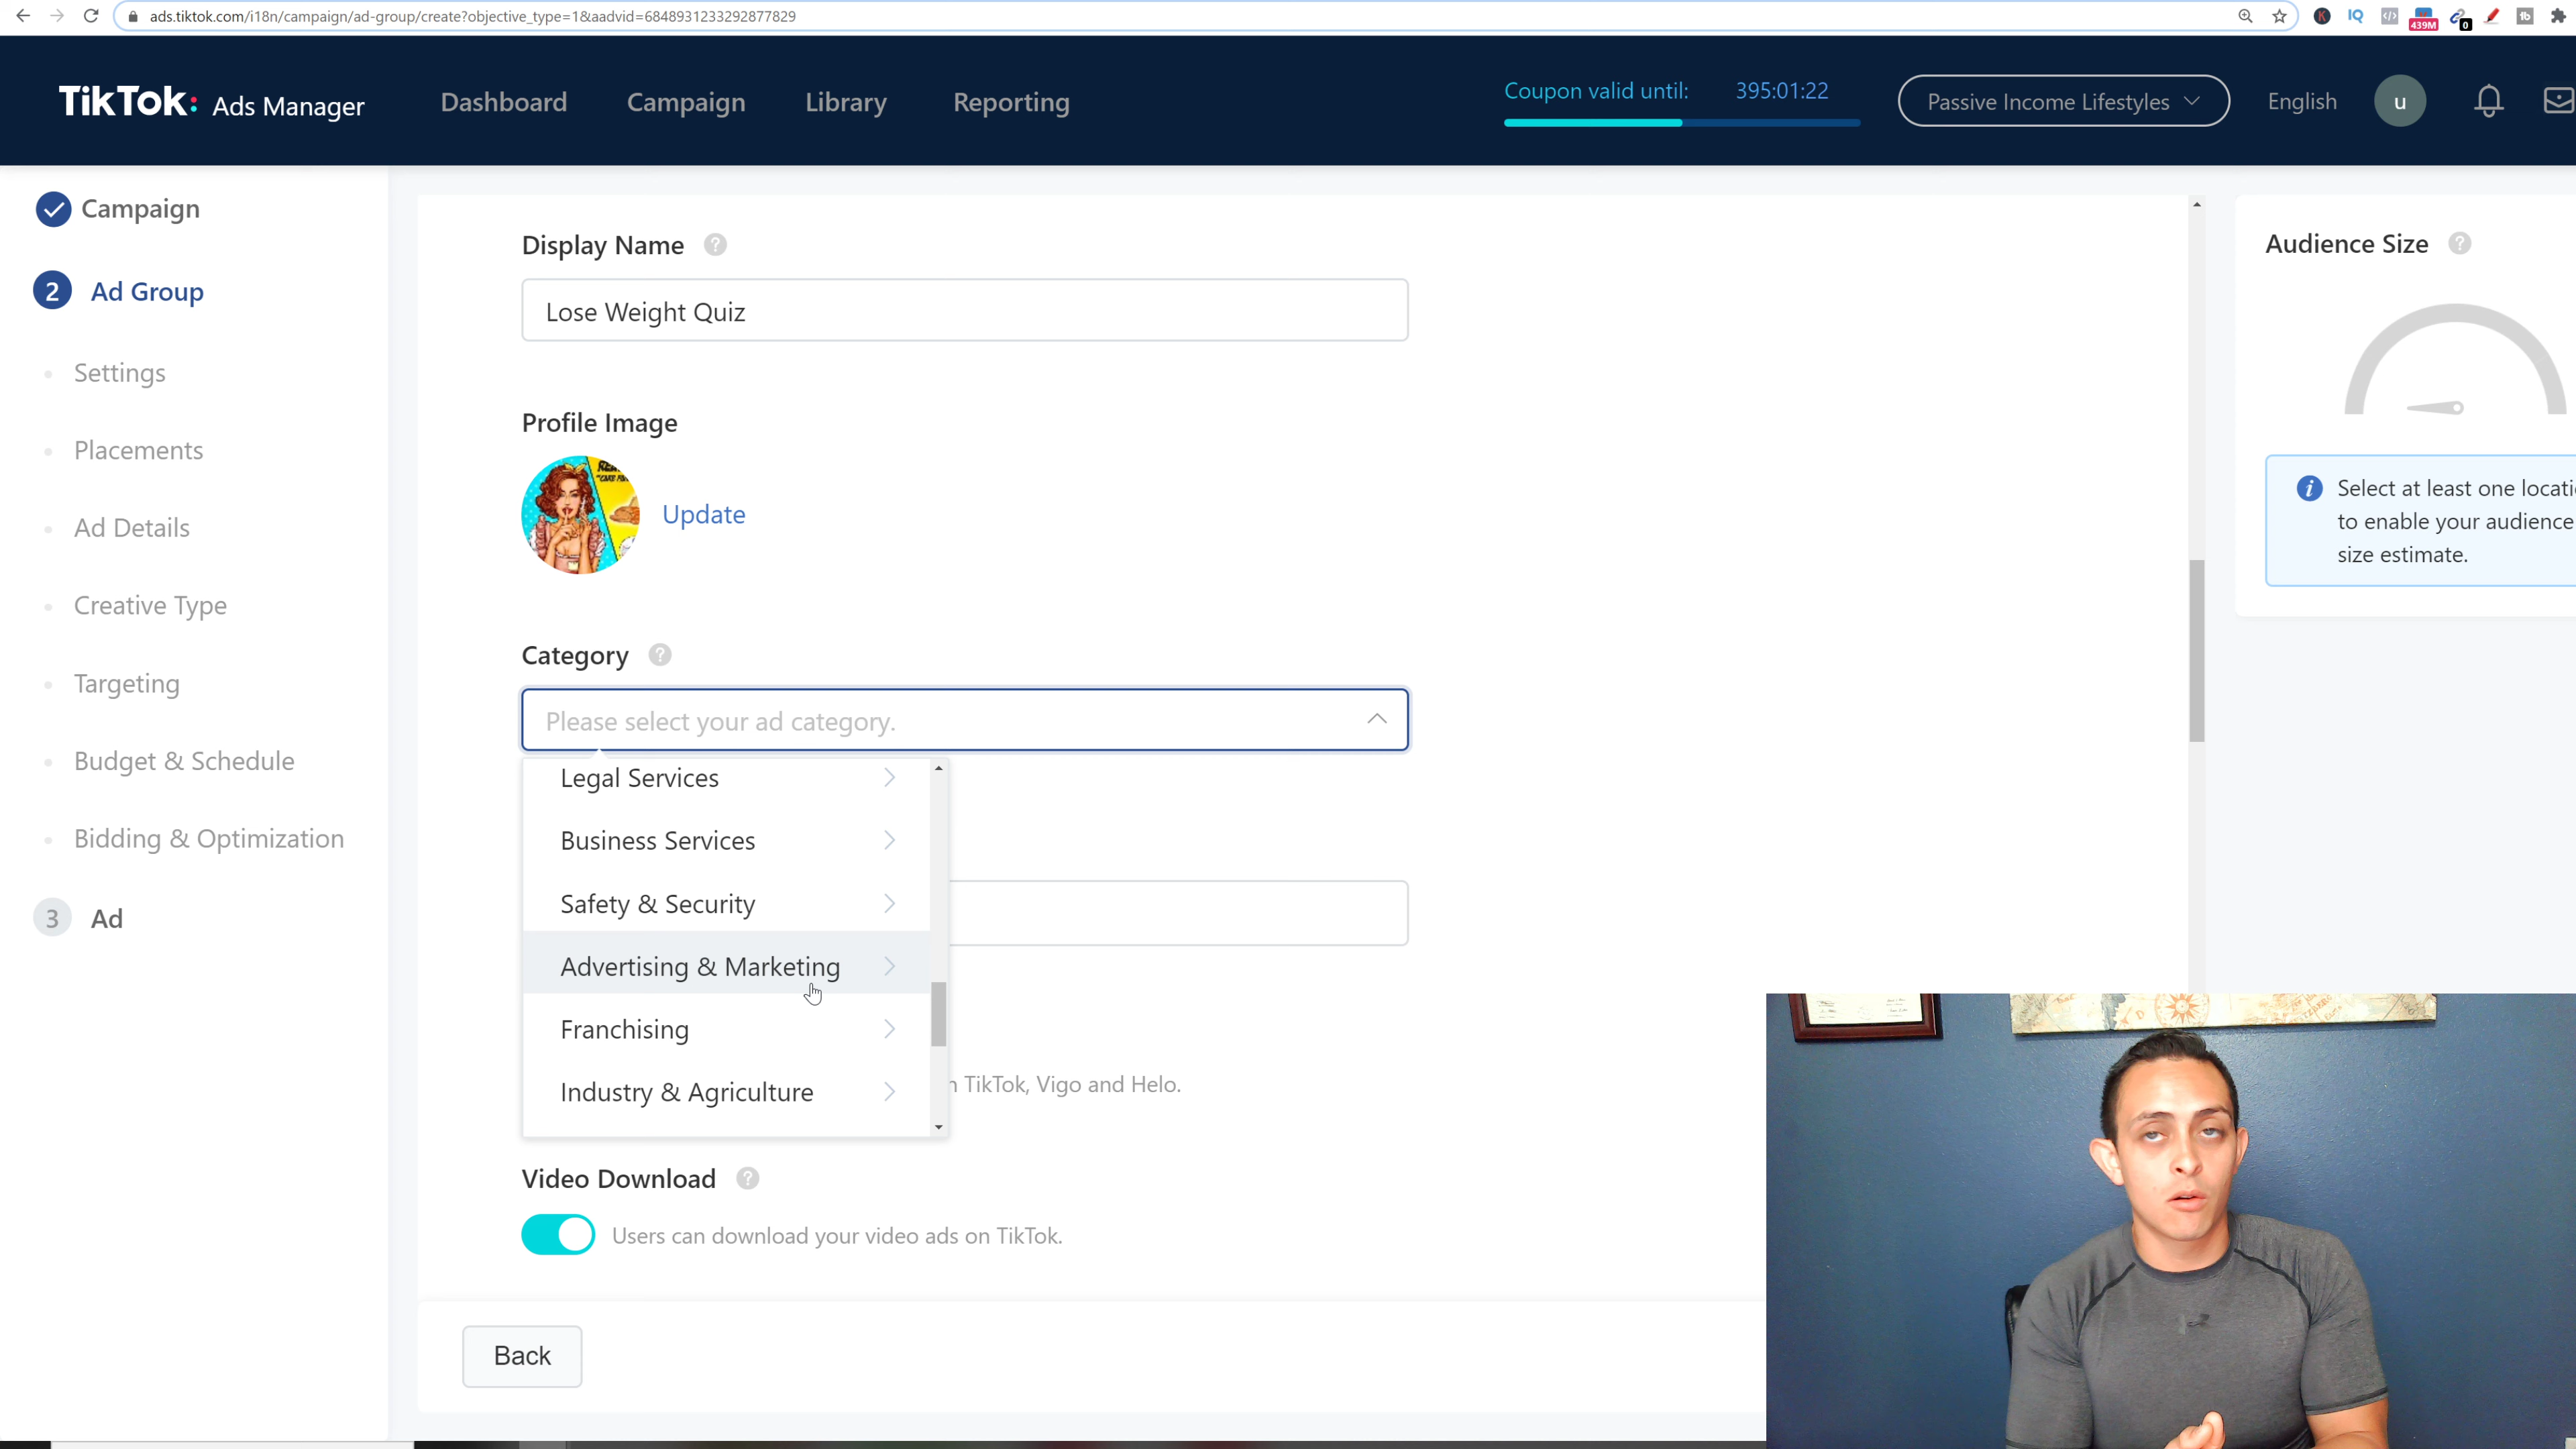 ads.tiktok.com/i18n/campaign/ad-group/create?objective_type=1&aadvid=6848931233292877829
439M
0
TikTok: Ads Manager
Dashboard
Campaign
Library
Reporting
Coupon valid until: 395:01:22
Passive Income Lifestyles
English
u
Campaign
2 Ad Group
Settings
Placements
Ad Details
Creative Type
Targeting
Budget & Schedule
Bidding & Optimization
3 Ad
Display Name ?
Lose Weight Quiz
Profile Image
Update
Category ?
Please select your ad category.
Legal Services
Business Services
Safety & Security
Advertising & Marketing
Franchising
Industry & Agriculture
TikTok, Vigo and Helo.
Video Download ?
Users can download your video ads on TikTok.
Back
Audience Size ?
Select at least one locati
to enable your audience
size estimate.